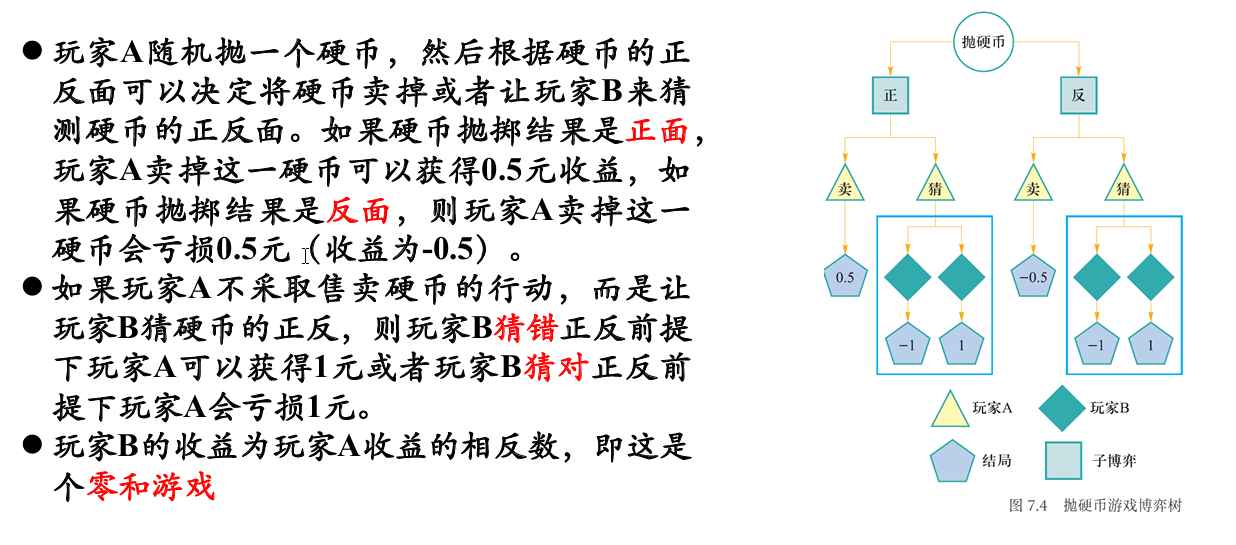 ● 玩家A随机抛一个硬币，然后根据硬币的正
反面可以决定将硬币卖掉或者让玩家B来猜
测硬币的正反面。如果硬币抛掷结果是正面，
玩家A卖掉这一硬币可以获得0.5元收益，如
果硬币抛掷结果是反面，则玩家A卖掉这一
硬币会亏损0.5元（收益为-0.5）。
● 如果玩家A不采取售卖硬币的行动，而是让
玩家B猜硬币的正反，则玩家B猜错正反前提
下玩家A可以获得1元或者玩家B猜对正反前
提下玩家A会亏损1元。
● 玩家B的收益为玩家A收益的相反数，即这是
个零和游戏
抛硬币
正 反
卖 猜 卖 猜
0.5 −0.5
−1 1 −1 1
玩家A 玩家B
结局 子博弈
图 7.4 抛硬币游戏博弈树